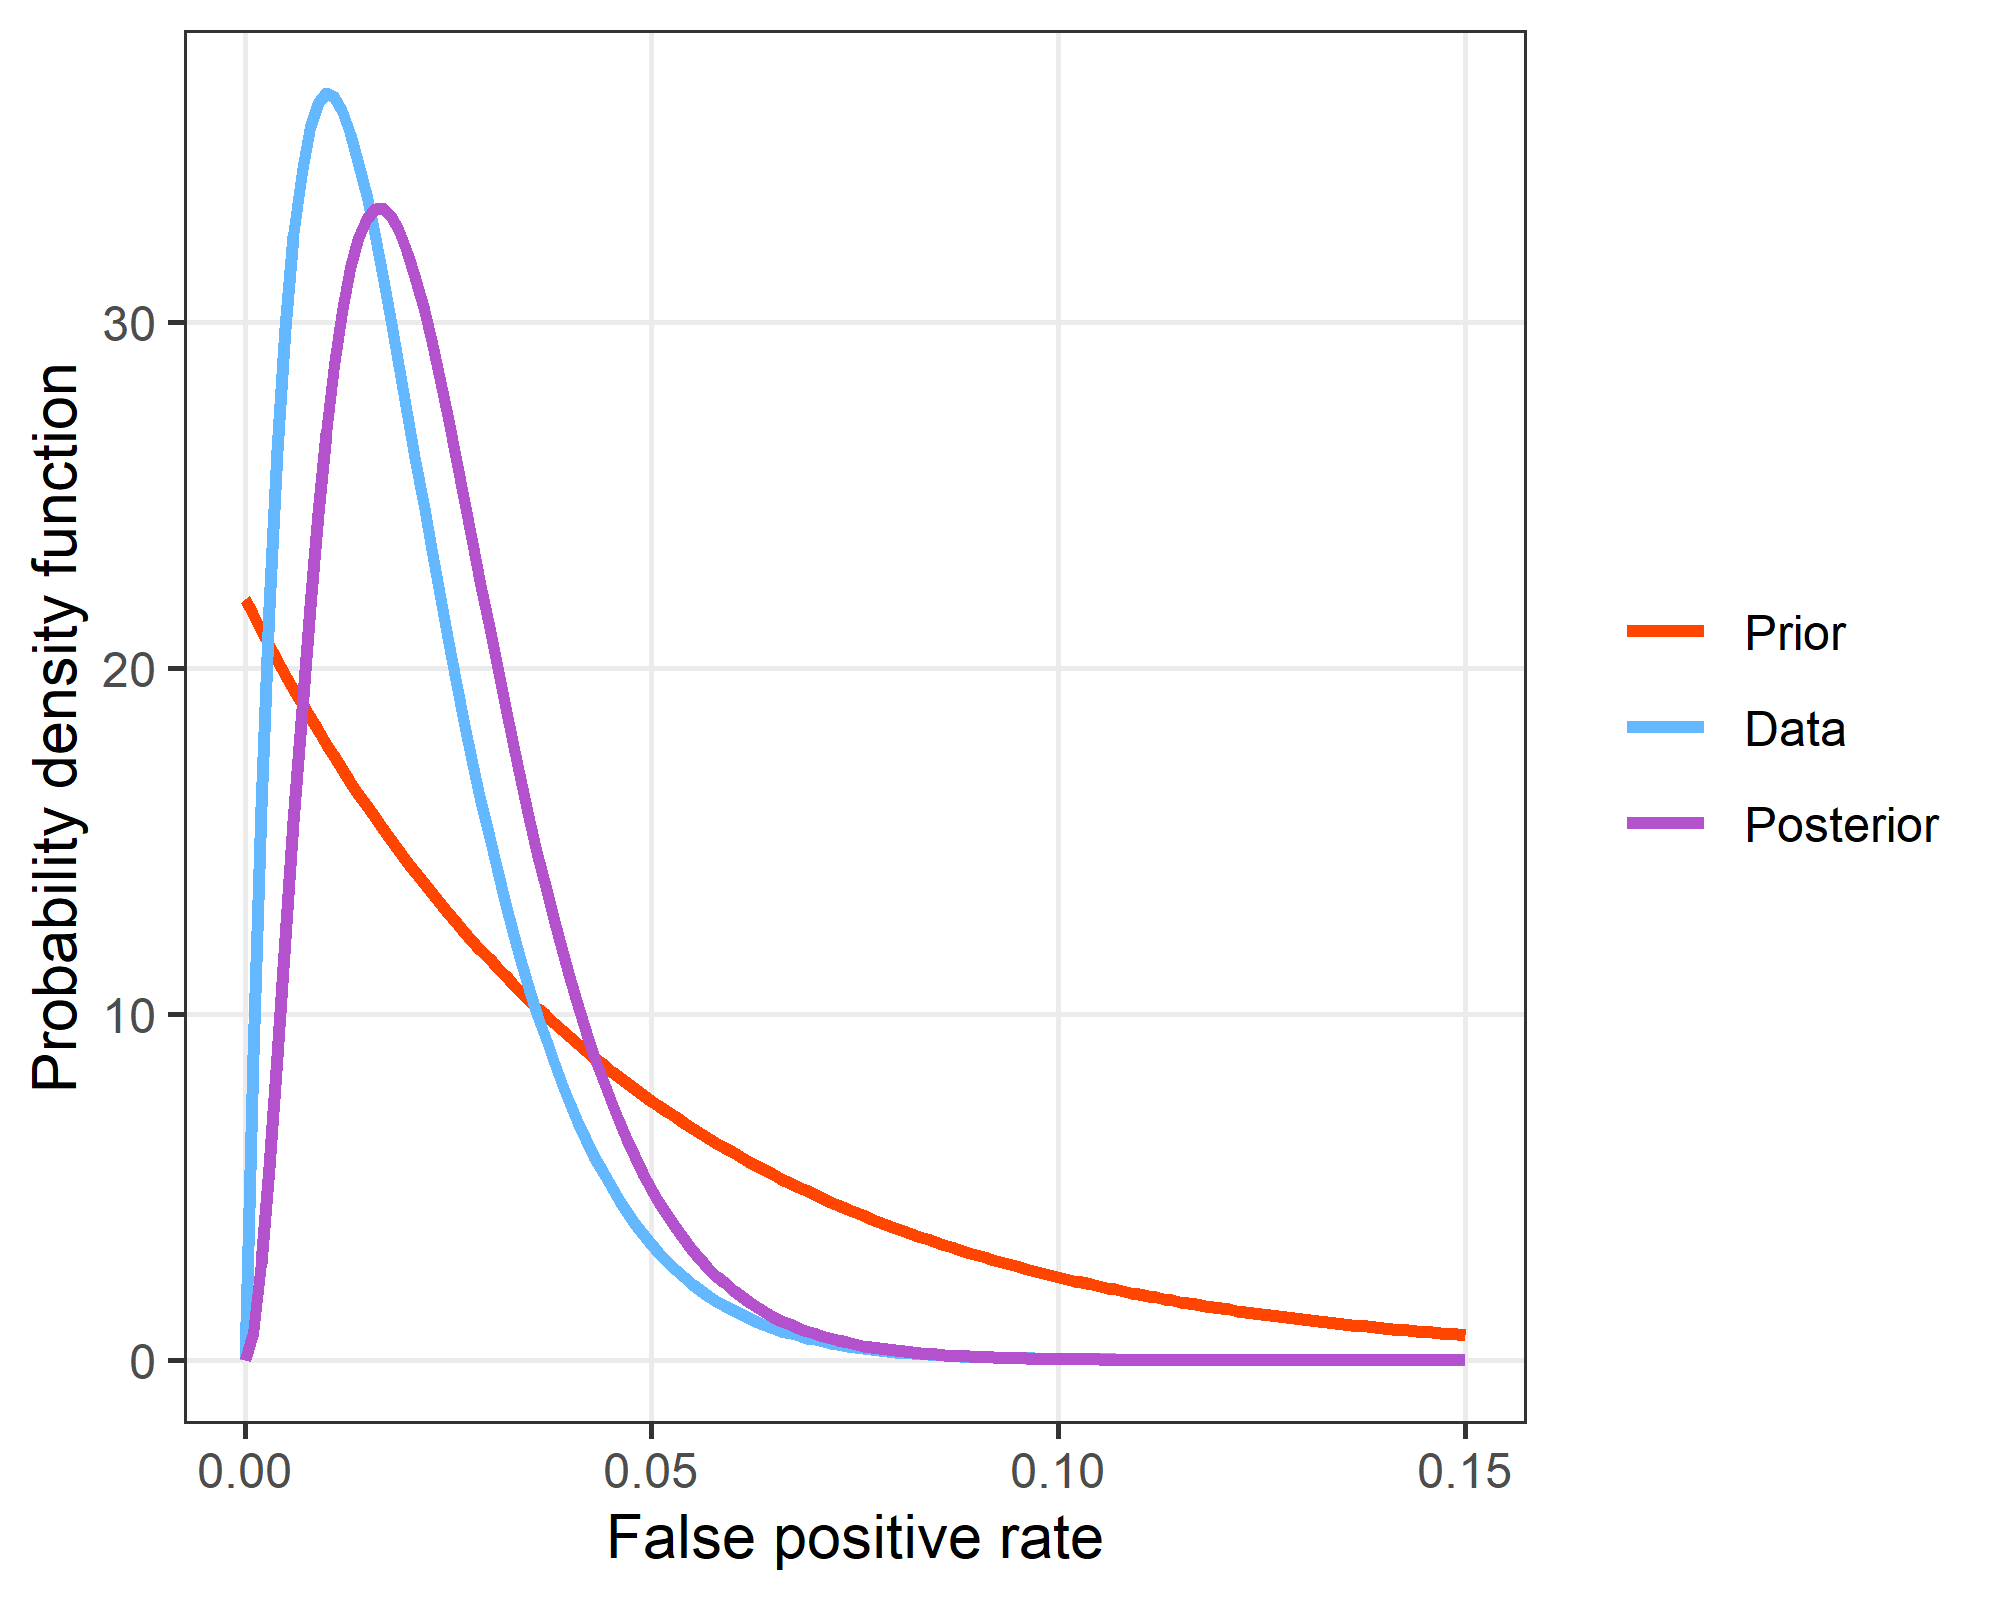 Probability density function
30
20
10
0
0.00 0.05 0.10 0.15
False positive rate
Prior
Data
Posterior